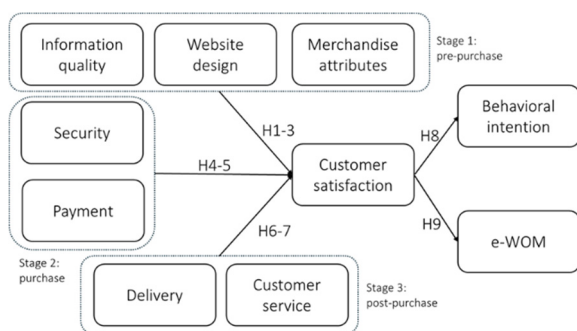 Information
quality
Website
design
Merchandise
attributes
Stage 1:
pre-purchase
Security
Payment
H1-3
H4-5
H6-7
Customer
satisfaction
H8
H9
Behavioral
intention
e-WOM
Stage 2:
purchase
Delivery
Customer
service
Stage 3:
post-purchase